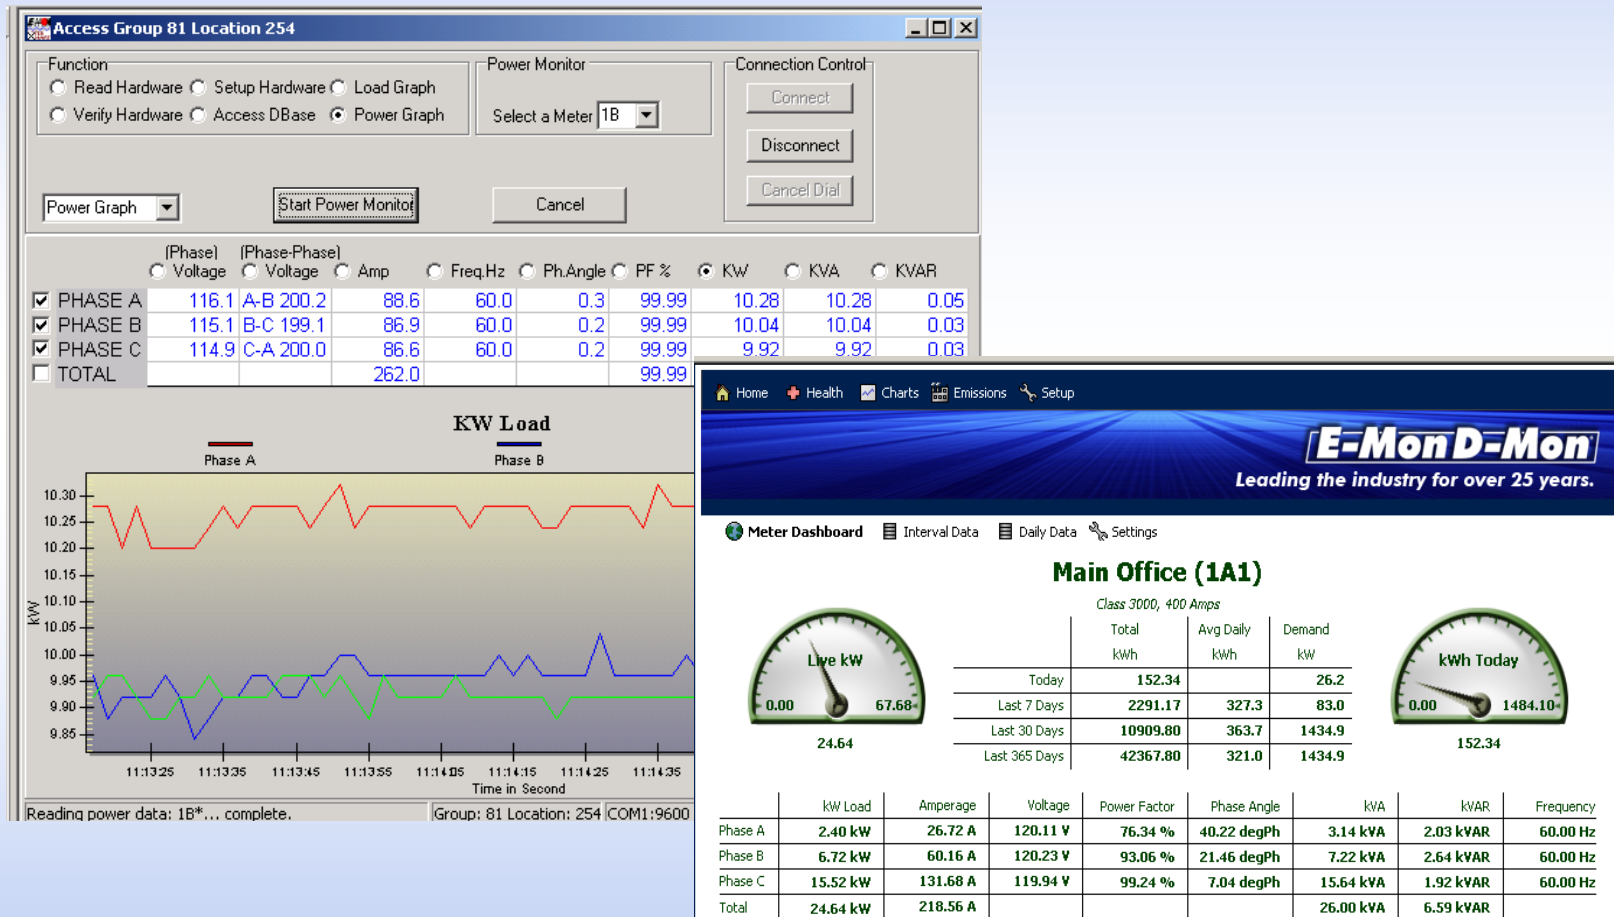 Access Group 81 Location 254
Function
Read Hardware Setup Hardware Load Graph
Verify Hardware Access DBase Power Graph
Power Monitor
Select a Meter 1B
Connection Control
Connect
Disconnect
Cancel Dial
Power Graph Start Power Monitor Cancel
(Phase) (Phase-Phase)
Voltage Voltage Amp Freq.Hz Ph.Angle PF % KW KVA KVAR
PHASE A 116.1 A-B 200.2 88.6 60.0 0.3 99.99 10.28 10.28 0.05
PHASE B 115.1 B-C 199.1 86.9 60.0 0.2 99.99 10.04 10.04 0.03
PHASE C 114.9 C-A 200.0 86.6 60.0 0.2 99.99 9.92 9.92 0.03
TOTAL 262.0 99.99
KW Load
Phase A Phase B
kW
10.30
10.25
10.20
10.15
10.10
10.05
10.00
9.95
9.90
9.85
11:13:25 11:13:35 11:13:45 11:13:55 11:14:05 11:14:15 11:14:25 11:14:35
Time in Second
Reading power data: 1B*... complete. Group: 81 Location: 254 COM1:9600
Home Health Charts Emissions Setup
E-Mon D-Mon
Leading the industry for over 25 years.
Meter Dashboard Interval Data Daily Data Settings
Main Office (1A1)
Class 3000, 400 Amps
Live kW
0.00 67.68
24.64
Total Avg Daily Demand
kWh kWh kW
Today 152.34 26.2
Last 7 Days 2291.17 327.3 83.0
Last 30 Days 10909.80 363.7 1434.9
Last 365 Days 42367.80 321.0 1434.9
kWh Today
0.00 1484.10
152.34
kW Load Amperage Voltage Power Factor Phase Angle kVA kVAR Frequency
Phase A 2.40 kW 26.72 A 120.11 V 76.34 % 40.22 degPh 3.14 kVA 2.03 kVAR 60.00 Hz
Phase B 6.72 kW 60.16 A 120.23 V 93.06 % 21.46 degPh 7.22 kVA 2.64 kVAR 60.00 Hz
Phase C 15.52 kW 131.68 A 119.94 V 99.24 % 7.04 degPh 15.64 kVA 1.92 kVAR 60.00 Hz
Total 24.64 kW 218.56 A 26.00 kVA 6.59 kVAR